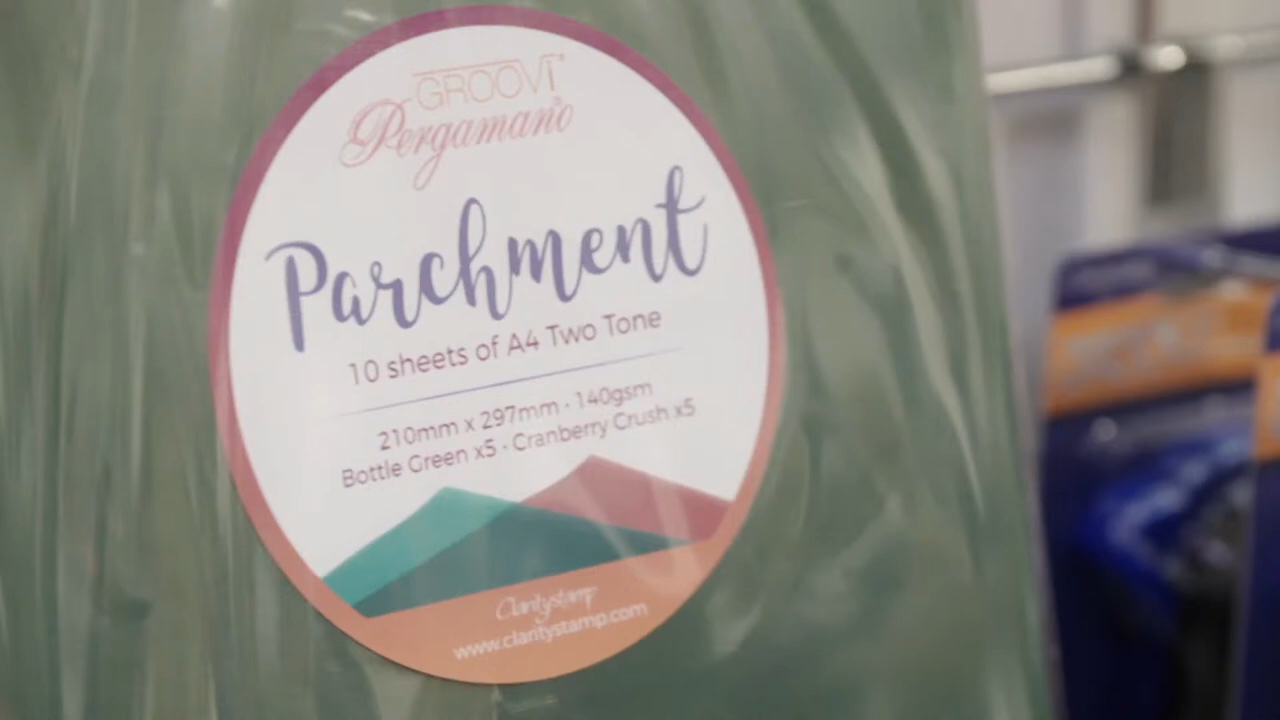 GROOVI
Pergamano
Parchment
10 sheets of A4 Two Tone
210mm x 297mm · 140gsm
Bottle Green x5 · Cranberry Crush x5
Claritystamp
www.claritystamp.com